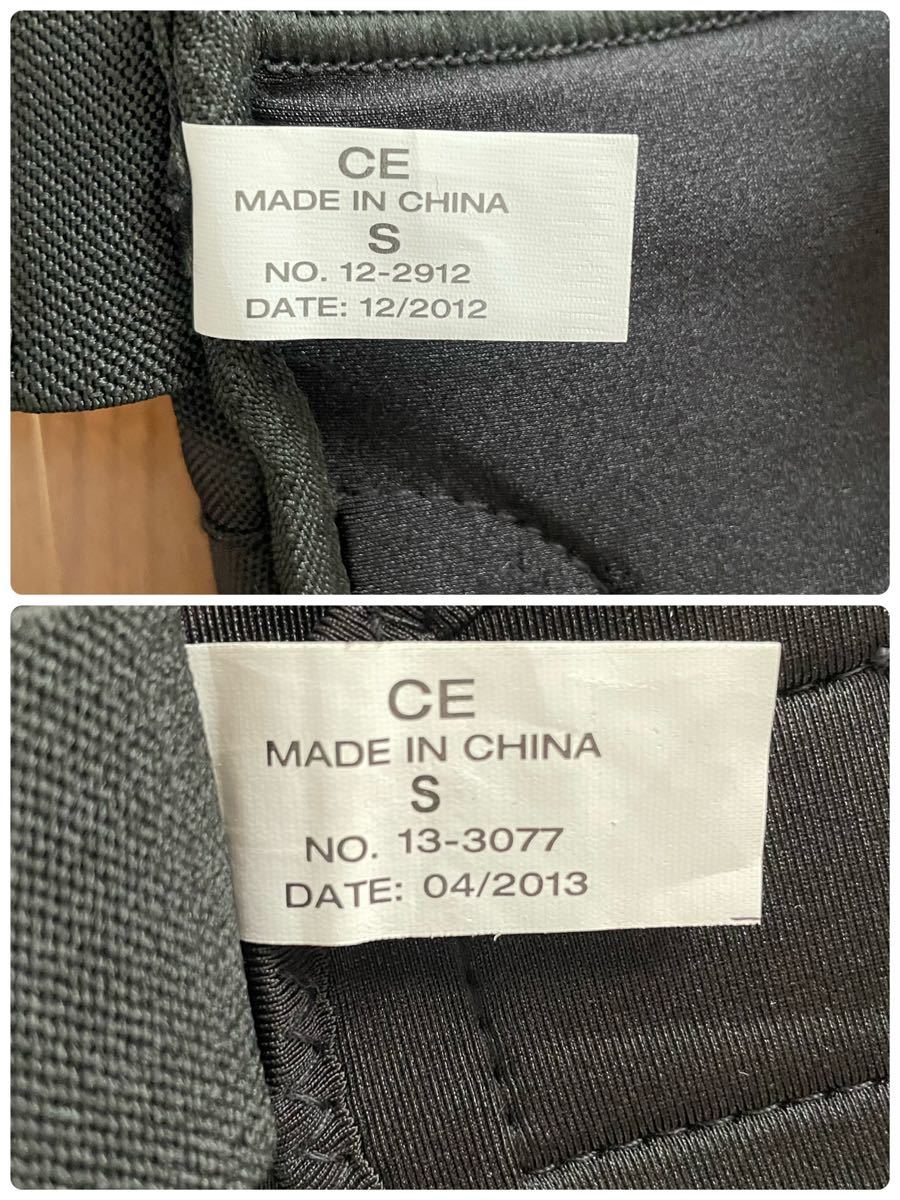 CE
MADE IN CHINA
S
NO. 12-2912
DATE: 12/2012
CE
MADE IN CHINA
S
NO. 13-3077
DATE: 04/2013